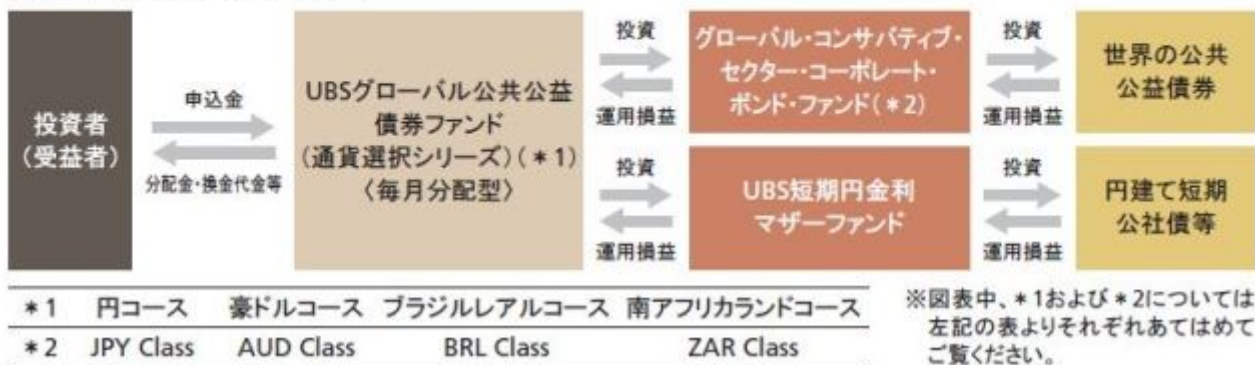 投資者
(受益者)
申込金
分配金・換金代金等
UBSグローバル公共公益
債券ファンド
(通貨選択シリーズ)(*1)
〈毎月分配型〉
投資
運用損益
グローバル・コンサバティブ・
セクター・コーポレート・
ボンド・ファンド(*2)
投資
運用損益
世界の公共
公益債券
投資
運用損益
UBS短期円金利
マザーファンド
投資
運用損益
円建て短期
公社債等
*1 円コース 豪ドルコース ブラジルレアルコース 南アフリカランドコース
*2 JPY Class AUD Class BRL Class ZAR Class
※図表中、*1および*2については
左記の表よりそれぞれあてはめて
ご覧ください。